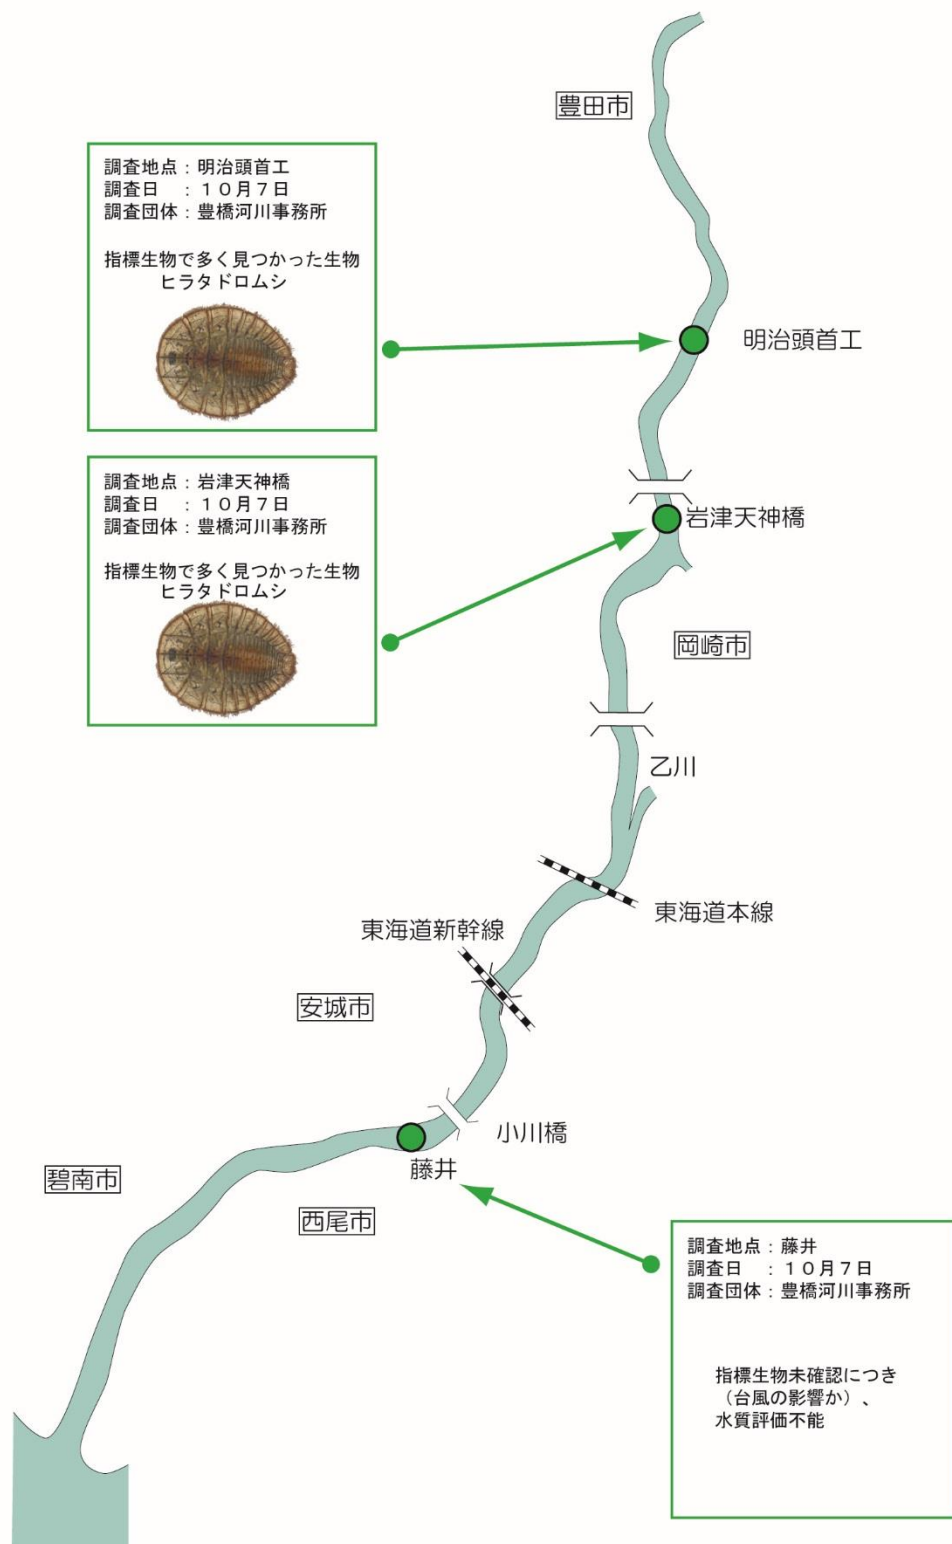 豊田市
調査地点：明治頭首工
調査日　：１０月７日
調査団体：豊橋河川事務所
指標生物で多く見つかった生物
ヒラタドロムシ
明治頭首工
調査地点：岩津天神橋
調査日　：１０月７日
調査団体：豊橋河川事務所
指標生物で多く見つかった生物
ヒラタドロムシ
岩津天神橋
岡崎市
乙川
東海道本線
東海道新幹線
安城市
小川橋
藤井
碧南市
西尾市
調査地点：藤井
調査日　：１０月７日
調査団体：豊橋河川事務所
指標生物未確認につき
（台風の影響か）、
水質評価不能